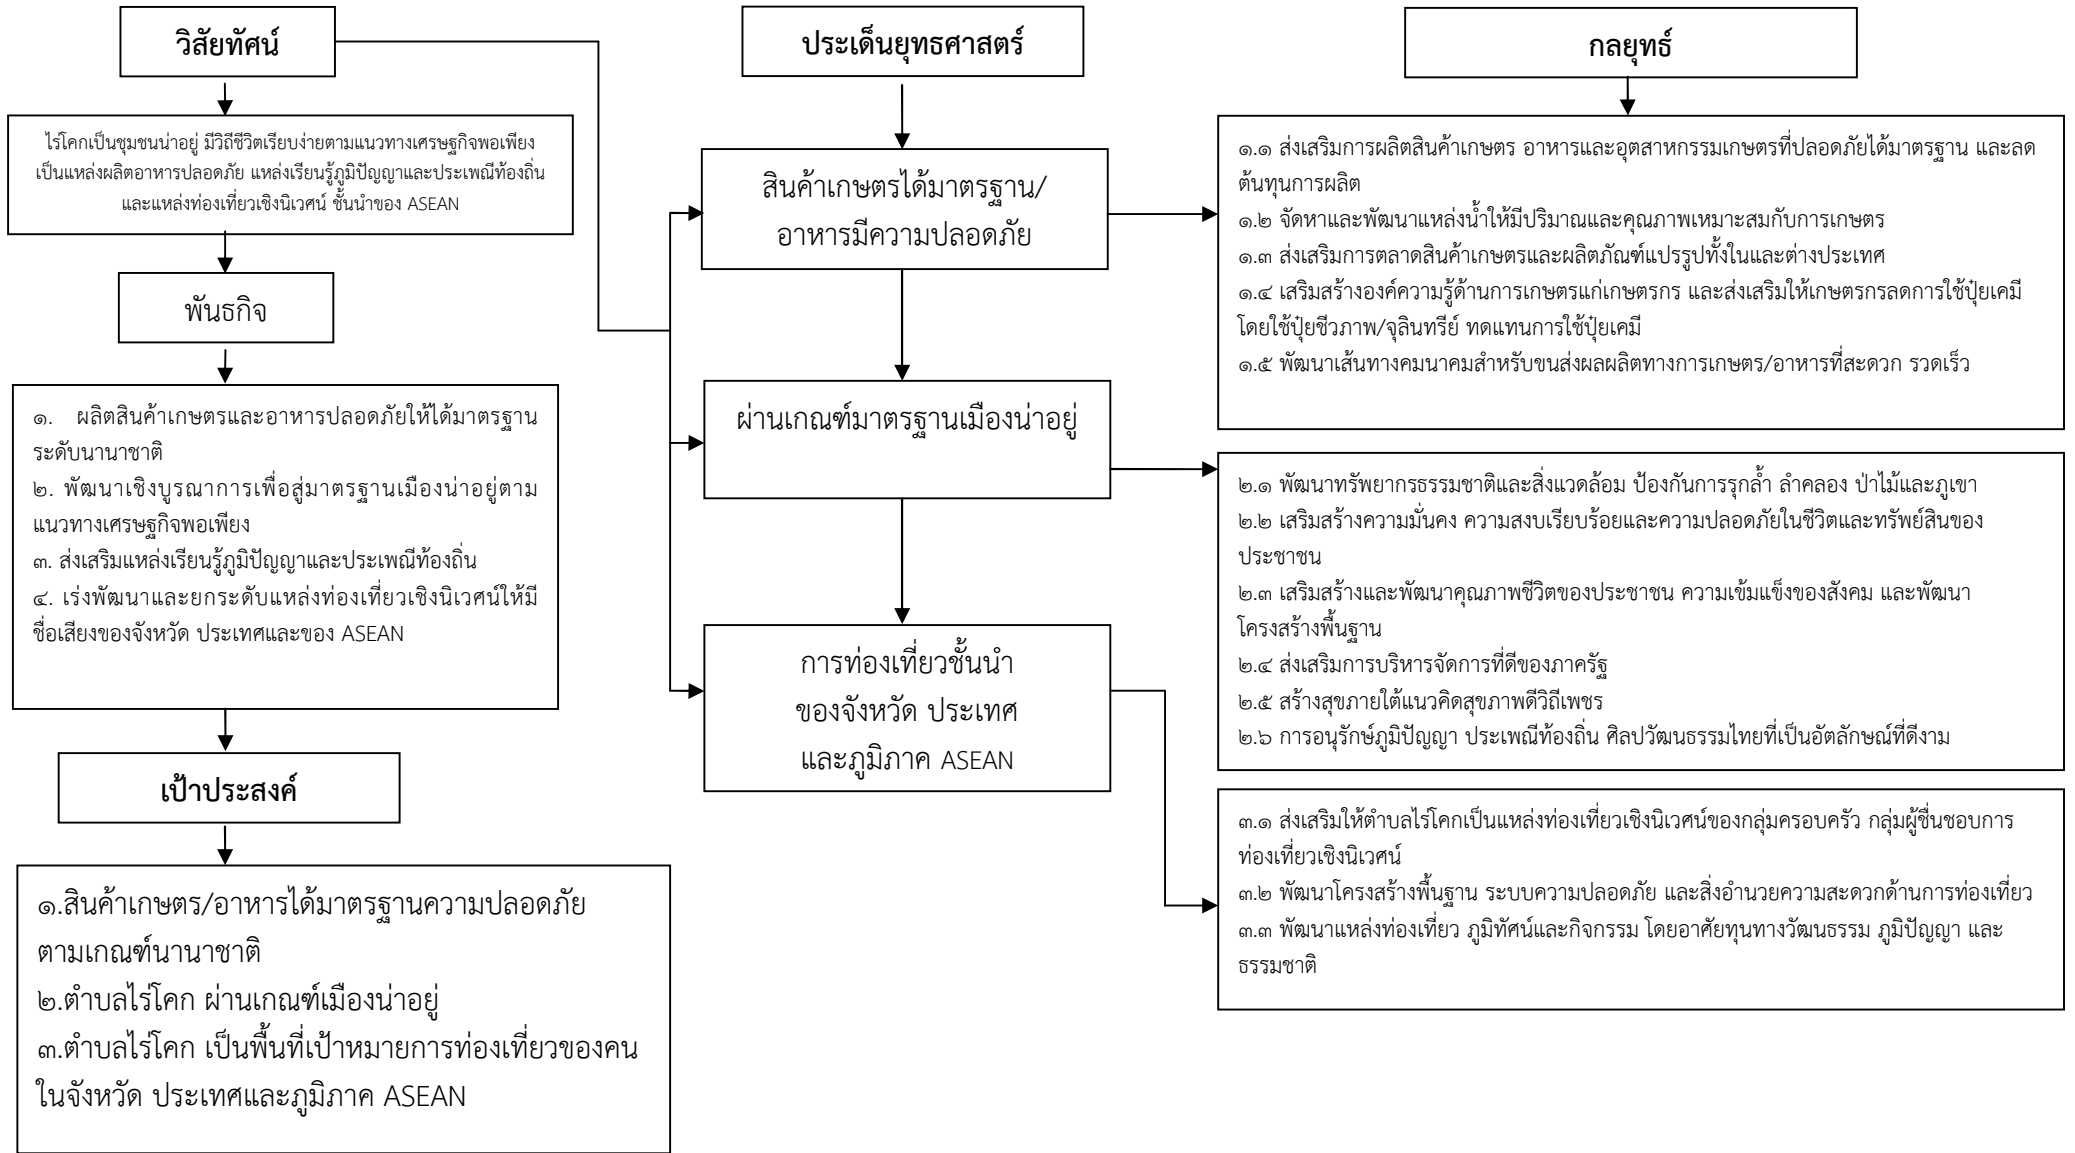 วิสัยทัศน์
ไร่โคกเป็นชุมชนน่าอยู่ มีวิถีชีวิตเรียบง่ายตามแนวทางเศรษฐกิจพอเพียง
เป็นแหล่งผลิตอาหารปลอดภัย แหล่งเรียนรู้ภูมิปัญญาและประเพณีท้องถิ่น
และแหล่งท่องเที่ยวเชิงนิเวศน์ ชั้นนำของ ASEAN
พันธกิจ
๑. ผลิตสินค้าเกษตรและอาหารปลอดภัยให้ได้มาตรฐาน
ระดับนานาชาติ
๒. พัฒนาเชิงบูรณาการเพื่อสู่มาตรฐานเมืองน่าอยู่ตาม
แนวทางเศรษฐกิจพอเพียง
๓. ส่งเสริมแหล่งเรียนรู้ภูมิปัญญาและประเพณีท้องถิ่น
๔. เร่งพัฒนาและยกระดับแหล่งท่องเที่ยวเชิงนิเวศน์ให้มี
ชื่อเสียงของจังหวัด ประเทศและของ ASEAN
เป้าประสงค์
๑.สินค้าเกษตร/อาหารได้มาตรฐานความปลอดภัย
ตามเกณฑ์นานาชาติ
๒.ตำบลไร่โคก ผ่านเกณฑ์เมืองน่าอยู่
๓.ตำบลไร่โคก เป็นพื้นที่เป้าหมายการท่องเที่ยวของคน
ในจังหวัด ประเทศและภูมิภาค ASEAN
ประเด็นยุทธศาสตร์
สินค้าเกษตรได้มาตรฐาน/
อาหารมีความปลอดภัย
ผ่านเกณฑ์มาตรฐานเมืองน่าอยู่
การท่องเที่ยวชั้นนำ
ของจังหวัด ประเทศ
และภูมิภาค ASEAN
กลยุทธ์
๑.๑ ส่งเสริมการผลิตสินค้าเกษตร อาหารและอุตสาหกรรมเกษตรที่ปลอดภัยได้มาตรฐาน และลด
ต้นทุนการผลิต
๑.๒ จัดหาและพัฒนาแหล่งน้ำให้มีปริมาณและคุณภาพเหมาะสมกับการเกษตร
๑.๓ ส่งเสริมการตลาดสินค้าเกษตรและผลิตภัณฑ์แปรรูปทั้งในและต่างประเทศ
๑.๔ เสริมสร้างองค์ความรู้ด้านการเกษตรแก่เกษตรกร และส่งเสริมให้เกษตรกรลดการใช้ปุ๋ยเคมี
โดยใช้ปุ๋ยชีวภาพ/จุลินทรีย์ ทดแทนการใช้ปุ๋ยเคมี
๑.๕ พัฒนาเส้นทางคมนาคมสำหรับขนส่งผลผลิตทางการเกษตร/อาหารที่สะดวก รวดเร็ว
๒.๑ พัฒนาทรัพยากรธรรมชาติและสิ่งแวดล้อม ป้องกันการรุกล้ำ ลำคลอง ป่าไม้และภูเขา
๒.๒ เสริมสร้างความมั่นคง ความสงบเรียบร้อยและความปลอดภัยในชีวิตและทรัพย์สินของ
ประชาชน
๒.๓ เสริมสร้างและพัฒนาคุณภาพชีวิตของประชาชน ความเข้มแข็งของสังคม และพัฒนา
โครงสร้างพื้นฐาน
๒.๔ ส่งเสริมการบริหารจัดการที่ดีของภาครัฐ
๒.๕ สร้างสุขภายใต้แนวคิดสุขภาพดีวิถีเพชร
๒.๖ การอนุรักษ์ภูมิปัญญา ประเพณีท้องถิ่น ศิลปวัฒนธรรมไทยที่เป็นอัตลักษณ์ที่ดีงาม
๓.๑ ส่งเสริมให้ตำบลไร่โคกเป็นแหล่งท่องเที่ยวเชิงนิเวศน์ของกลุ่มครอบครัว กลุ่มผู้ชื่นชอบการ
ท่องเที่ยวเชิงนิเวศน์
๓.๒ พัฒนาโครงสร้างพื้นฐาน ระบบความปลอดภัย และสิ่งอำนวยความสะดวกด้านการท่องเที่ยว
๓.๓ พัฒนาแหล่งท่องเที่ยว ภูมิทัศน์และกิจกรรม โดยอาศัยทุนทางวัฒนธรรม ภูมิปัญญา และ
ธรรมชาติ